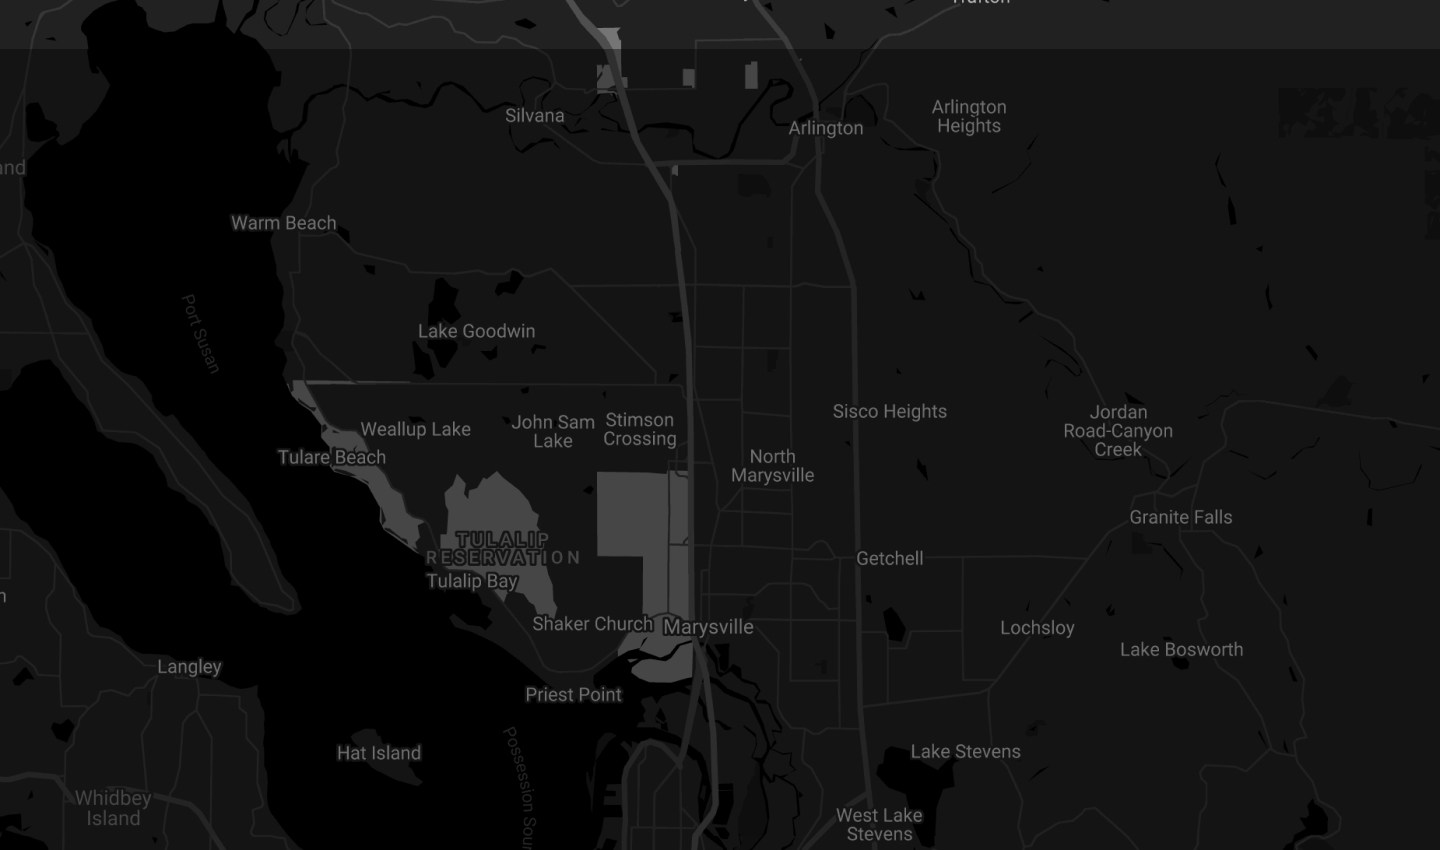 Silvana
Arlington
Arlington
Heights
Warm Beach
Port Susan
Lake Goodwin
Sisco Heights
Jordan
Road-Canyon
Creek
Weallup Lake
John Sam
Lake
Stimson
Crossing
Tulare Beach
North
Marysville
Granite Falls
TULALIP
RESERVATION
Tulalip Bay
Getchell
Shaker Church
Marysville
Lochsloy
Lake Bosworth
Langley
Priest Point
Hat Island
Possession
Lake Stevens
Whidbey
Island
West Lake
Stevens